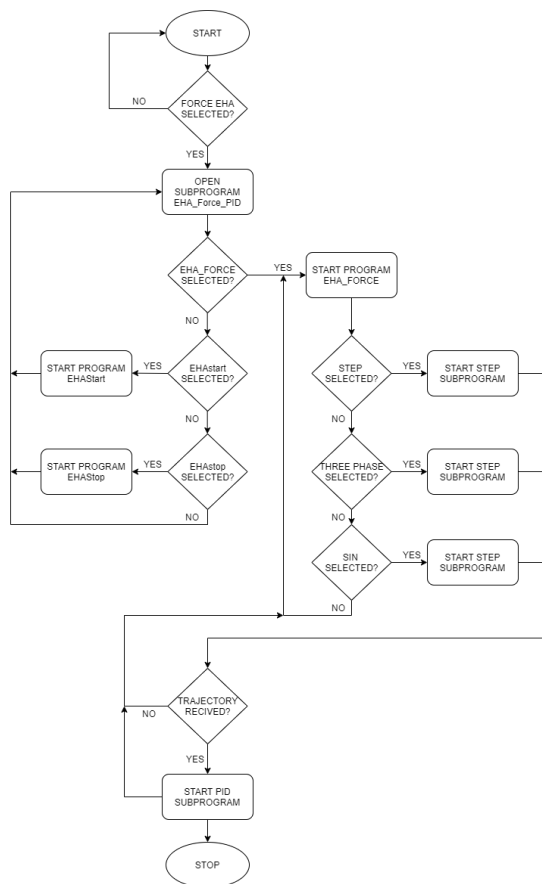 START
NO
FORCE EHA
SELECTED?
YES
OPEN
SUBPROGRAM
EHA_Force_PID
EHA_FORCE
SELECTED?
YES
START PROGRAM
EHA_FORCE
NO
START PROGRAM
EHAStart
YES
EHAstart
SELECTED?
STEP
SELECTED?
YES
START STEP
SUBPROGRAM
NO
NO
START PROGRAM
EHAStop
YES
EHAstop
SELECTED?
THREE PHASE
SELECTED?
YES
START STEP
SUBPROGRAM
NO
NO
SIN
SELECTED?
YES
START STEP
SUBPROGRAM
NO
TRAJECTORY
RECIVED?
NO
YES
START PID
SUBPROGRAM
STOP